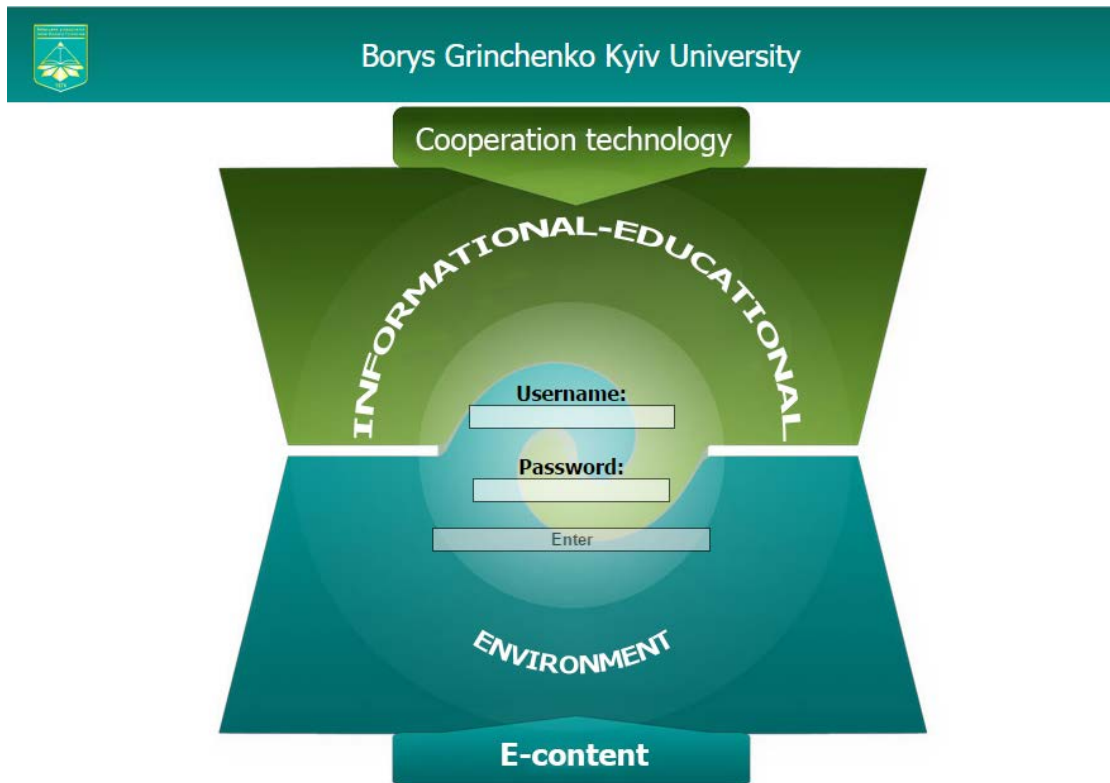 Borys Grinchenko Kyiv University
Cooperation technology
INFORMATIONAL-EDUCATIONAL
Username:
Password:
Enter
ENVIRONMENT
E-content